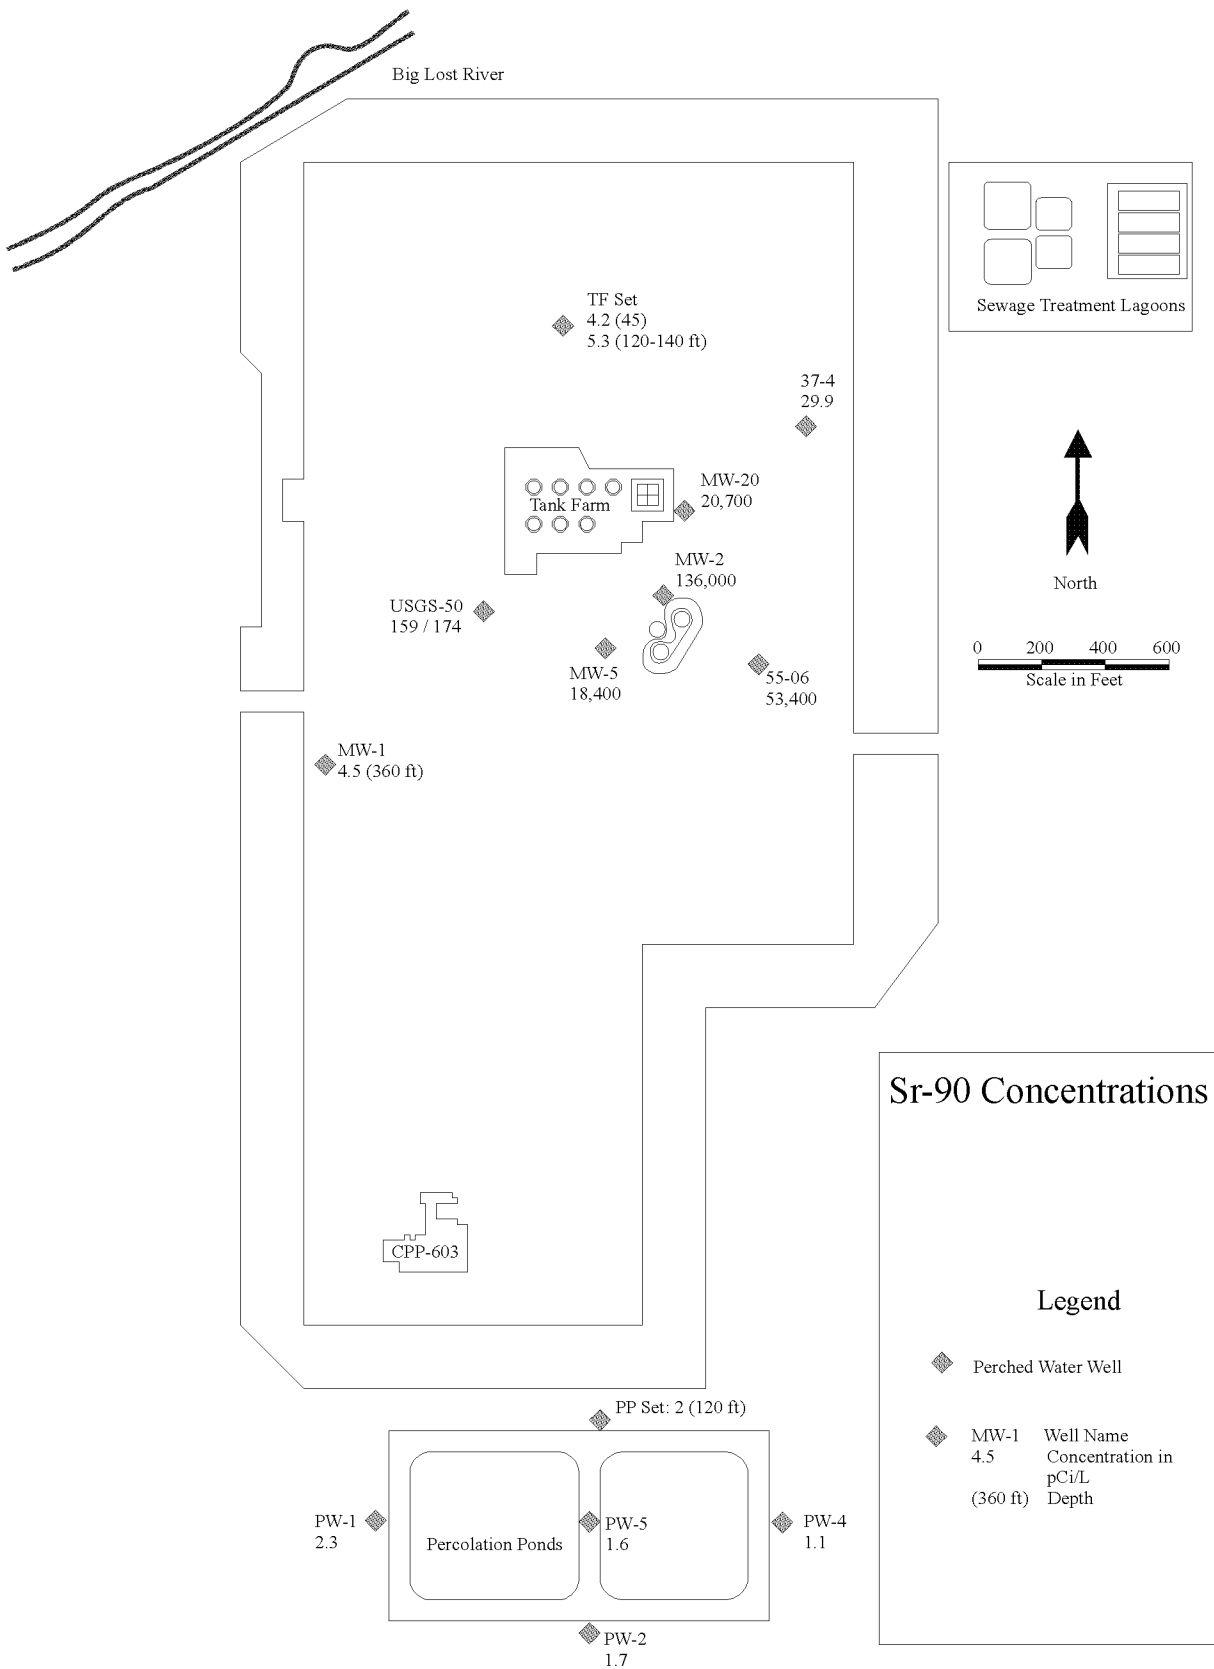 Big Lost River
Sewage Treatment Lagoons
TF Set
4.2 (45)
5.3 (120-140 ft)
37-4
29.9
MW-20
20,700
Tank Farm
MW-2
136,000
North
USGS-50
159 / 174
0 200 400 600
Scale in Feet
MW-5
18,400
55-06
53,400
MW-1
4.5 (360 ft)
Sr-90 Concentrations
CPP-603
Legend
Perched Water Well
MW-1 Well Name
4.5 Concentration in
pCi/L
(360 ft) Depth
PP Set: 2 (120 ft)
PW-1
2.3
Percolation Ponds
PW-5
1.6
PW-4
1.1
PW-2
1.7